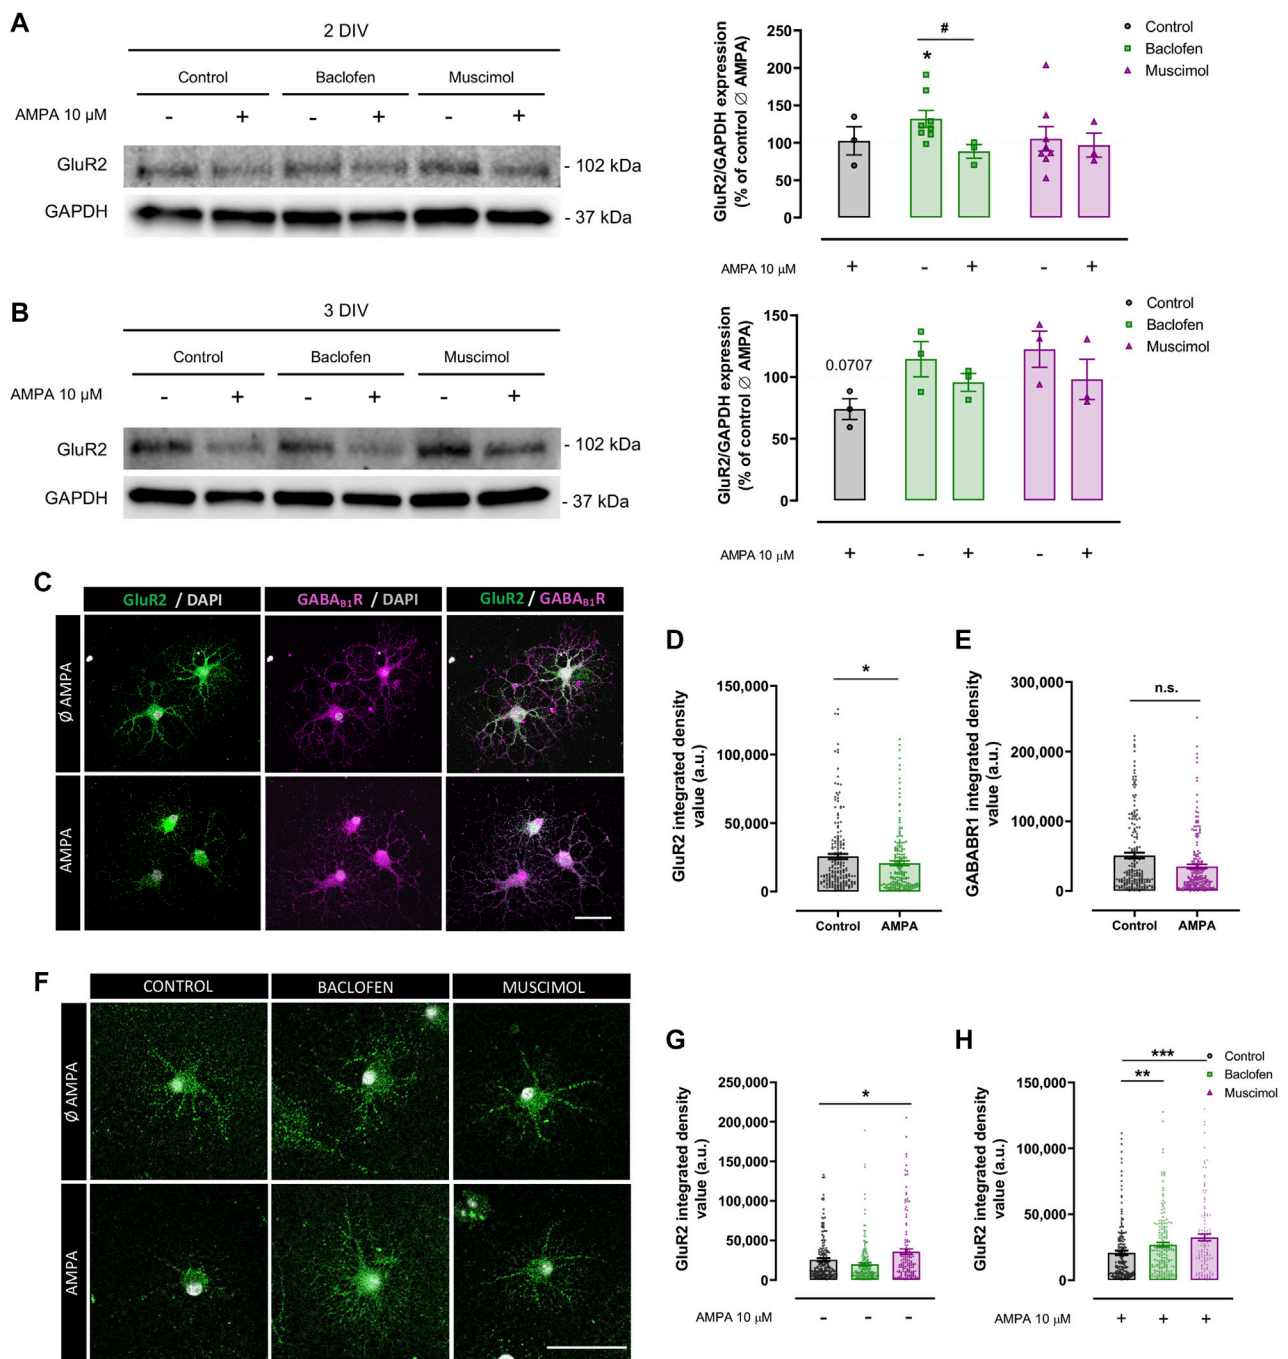 A
2 DIV
Control Baclofen Muscimol
AMPA 10 µM - + - + - +
GluR2 - 102 kDa
GAPDH - 37 kDa
GluR2/GAPDH expression
(% of control Ø AMPA)
250
200
150
100
50
0
*
#
Control
Baclofen
Muscimol
AMPA 10 µM + - + - +
B
3 DIV
Control Baclofen Muscimol
AMPA 10 µM - + - + - +
GluR2 - 102 kDa
GAPDH - 37 kDa
GluR2/GAPDH expression
(% of control Ø AMPA)
150
100
50
0
0.0707
Control
Baclofen
Muscimol
AMPA 10 µM + - + - +
C
GluR2 / DAPI GABAB1R / DAPI GluR2 / GABAB1R
Ø AMPA
AMPA
D
GluR2 integrated density
value (a.u.)
150,000
100,000
50,000
0
*
Control AMPA
E
GABABR1 integrated density
value (a.u.)
300,000
200,000
100,000
0
n.s.
Control AMPA
F
CONTROL BACLOFEN MUSCIMOL
Ø AMPA
AMPA
G
GluR2 integrated density
value (a.u.)
250,000
200,000
150,000
100,000
50,000
0
*
AMPA 10 µM - - -
H
GluR2 integrated density
value (a.u.)
150,000
100,000
50,000
0
***
**
Control
Baclofen
Muscimol
AMPA 10 µM + + +